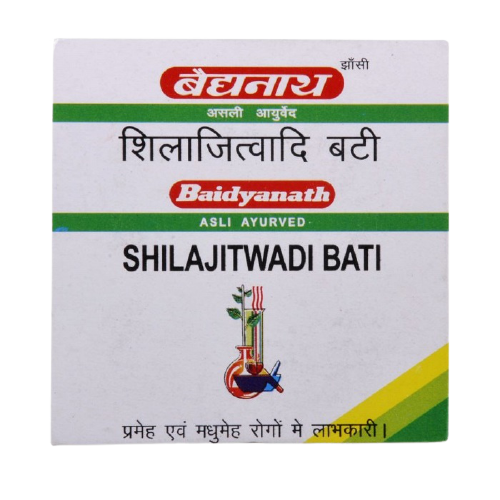 बैद्यनाथ
झाँसी
असली आयुर्वेद
शिलाजित्वादि बटी
Baidyanath
ASLI AYURVED
SHILAJITWADI BATI
प्रमेह एवं मधुमेह रोगों मे लाभकारी।